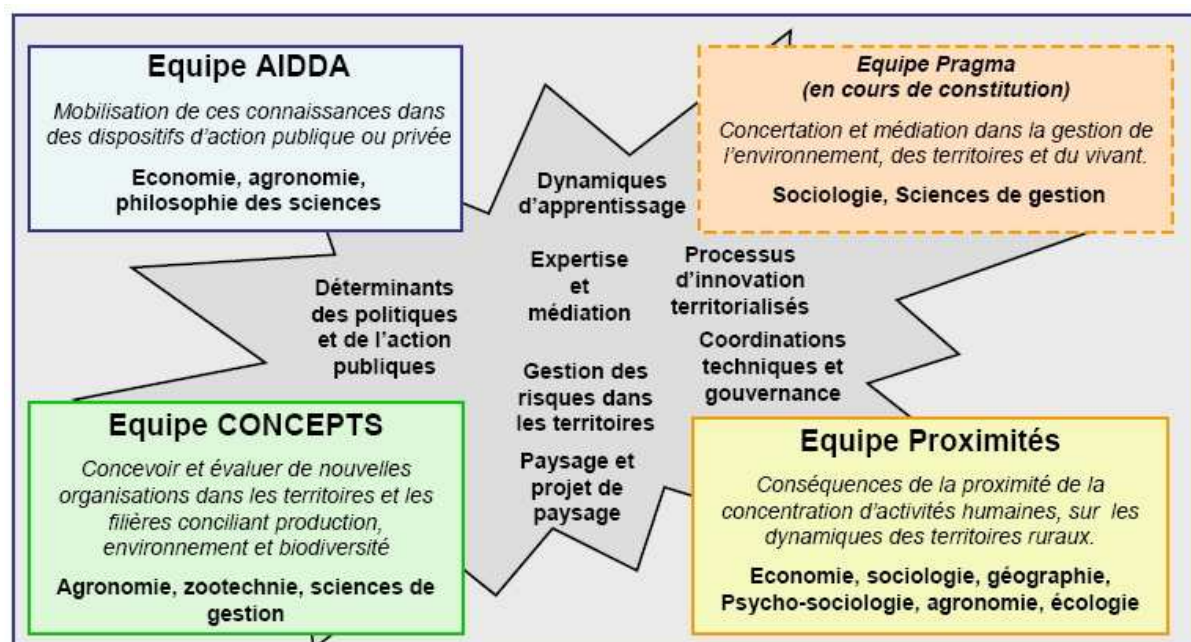 Equipe AIDDA
Mobilisation de ces connaissances dans
des dispositifs d'action publique ou privée
Economie, agronomie,
philosophie des sciences
Equipe Pragma
(en cours de constitution)
Concertation et médiation dans la gestion de
l'environnement, des territoires et du vivant.
Sociologie, Sciences de gestion
Dynamiques
d'apprentissage
Expertise
et
médiation
Processus
d'innovation
territorialisés
Déterminants
des politiques
et de l'action
publiques
Coordinations
techniques et
gouvernance
Gestion des
risques dans
les territoires
Paysage et
projet de
paysage
Equipe CONCEPTS
Concevoir et évaluer de nouvelles
organisations dans les territoires et les
filières conciliant production,
environnement et biodiversité
Agronomie, zootechnie, sciences de
gestion
Equipe Proximités
Conséquences de la proximité de la
concentration d'activités humaines, sur les
dynamiques des territoires ruraux.
Economie, sociologie, géographie,
Psycho-sociologie, agronomie, écologie